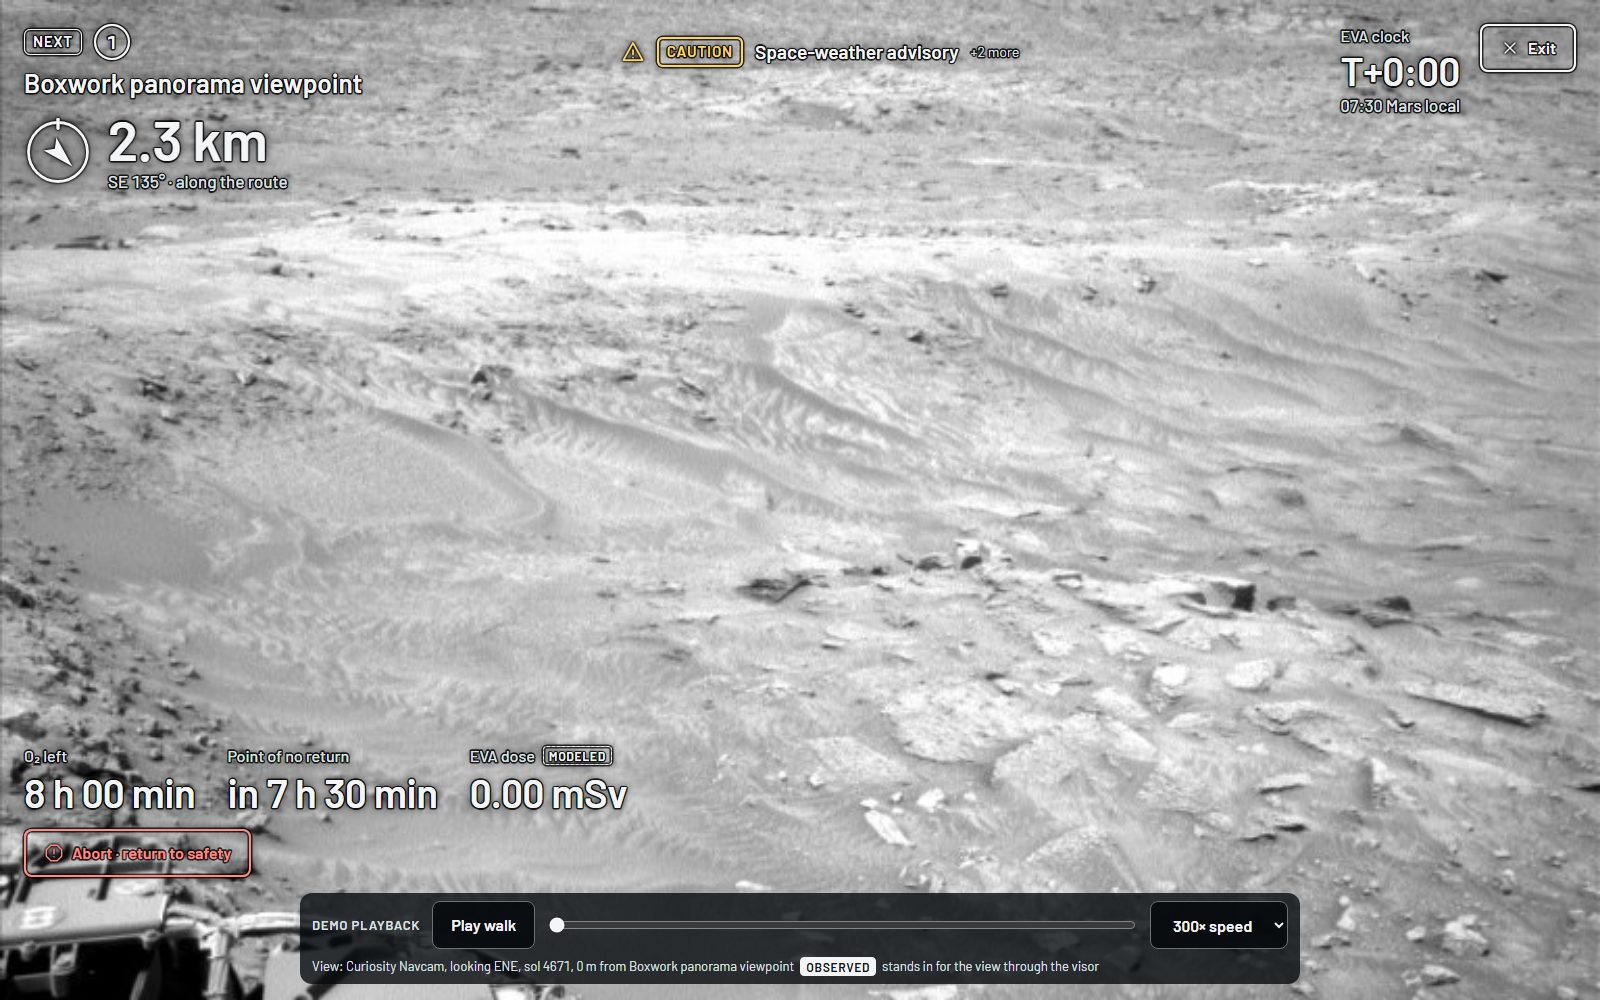 NEXT 1
Boxwork panorama viewpoint
2.3 km
SE 135° · along the route
CAUTION Space-weather advisory +2 more
EVA clock
T+0:00
07:30 Mars local
Exit
O₂ left
8 h 00 min
Point of no return
in 7 h 30 min
EVA dose MODELED
0.00 mSv
Abort · return to safety
DEMO PLAYBACK Play walk 300× speed
View: Curiosity Navcam, looking ENE, sol 4671, 0 m from Boxwork panorama viewpoint OBSERVED stands in for the view through the visor